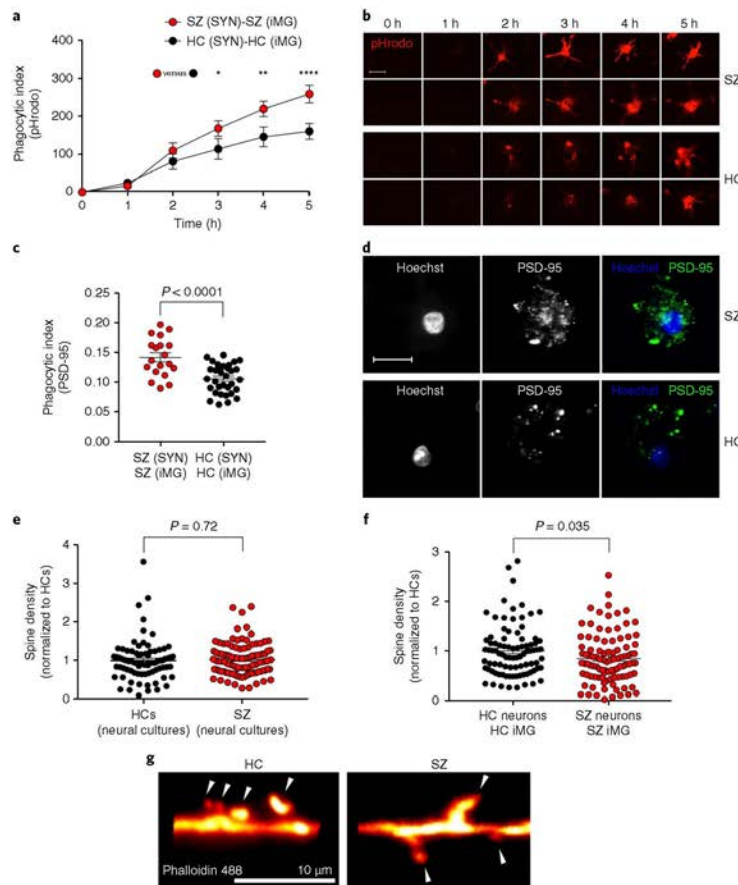 a
SZ (SYN)-SZ (iMG)
HC (SYN)-HC (iMG)
versus
* ** ****
Phagocytic index
(pHrodo)
400
300
200
100
0
0 1 2 3 4 5
Time (h)
b
0 h 1 h 2 h 3 h 4 h 5 h
pHrodo
SZ
HC
c
P < 0.0001
Phagocytic index
(PSD-95)
0.25
0.20
0.15
0.10
0.05
0.00
SZ (SYN) HC (SYN)
SZ (iMG) HC (iMG)
d
Hoechst PSD-95 Hoechst PSD-95
SZ
Hoechst PSD-95 Hoechst PSD-95
HC
e
P = 0.72
Spine density
(normalized to HCs)
4
3
2
1
0
HCs SZ
(neural cultures) (neural cultures)
f
P = 0.035
Spine density
(normalized to HCs)
3
2
1
0
HC neurons SZ neurons
HC iMG SZ iMG
g
HC SZ
Phalloidin 488 10 μm